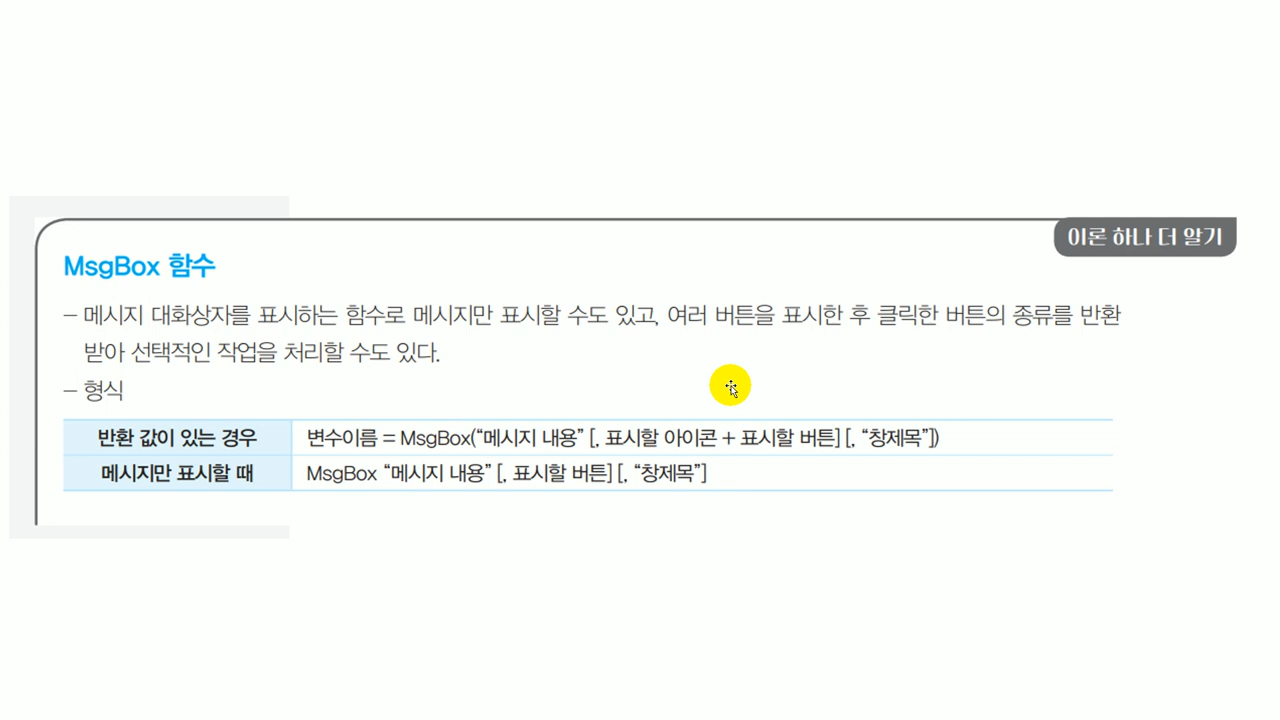 이론 하나 더 알기
MsgBox 함수
– 메시지 대화상자를 표시하는 함수로 메시지만 표시할 수도 있고, 여러 버튼을 표시한 후 클릭한 버튼의 종류를 반환
받아 선택적인 작업을 처리할 수도 있다.
– 형식
반환 값이 있는 경우 변수이름 = MsgBox(“메시지 내용” [, 표시할 아이콘 + 표시할 버튼] [, “창제목”])
메시지만 표시할 때 MsgBox “메시지 내용” [, 표시할 버튼] [, “창제목”]